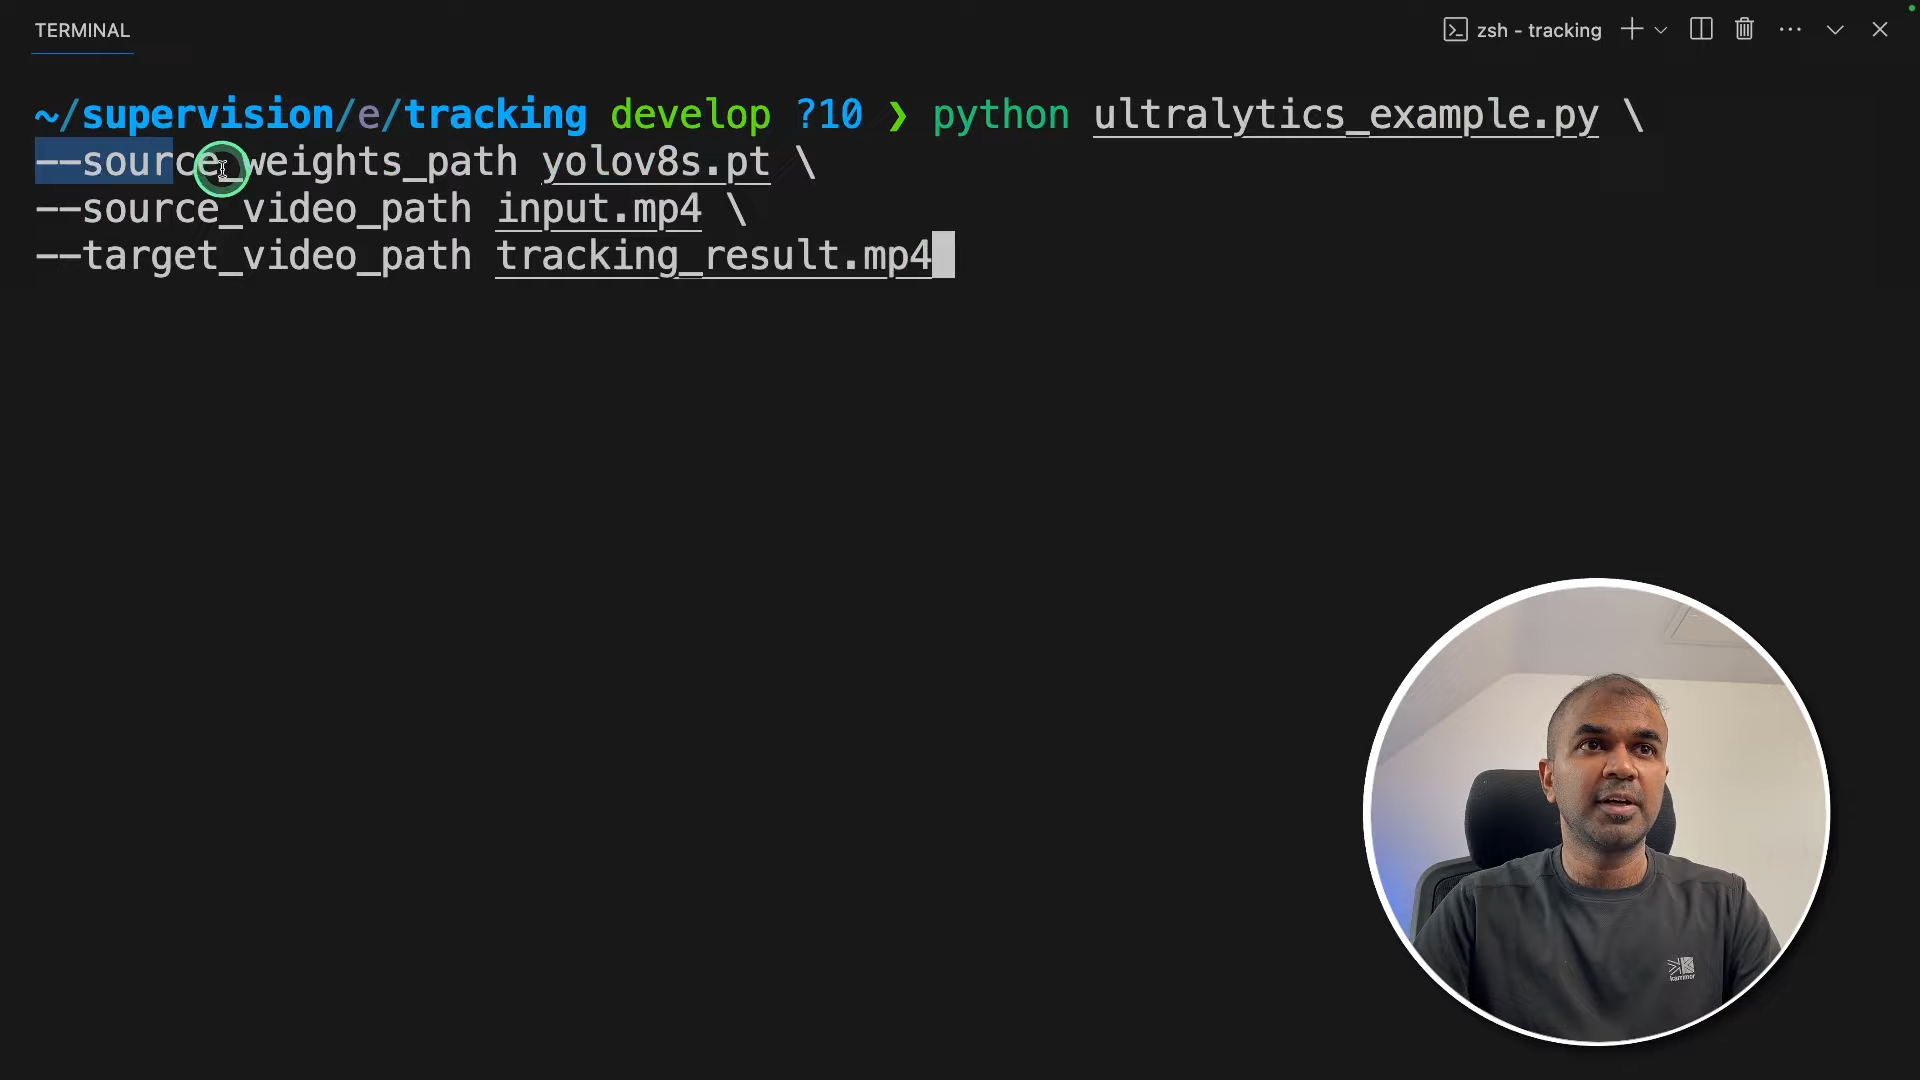 TERMINAL
zsh - tracking
~/supervision/e/tracking develop ?10 ❯ python ultralytics_example.py \
--source_weights_path yolov8s.pt \
--source_video_path input.mp4 \
--target_video_path tracking_result.mp4
karrimor